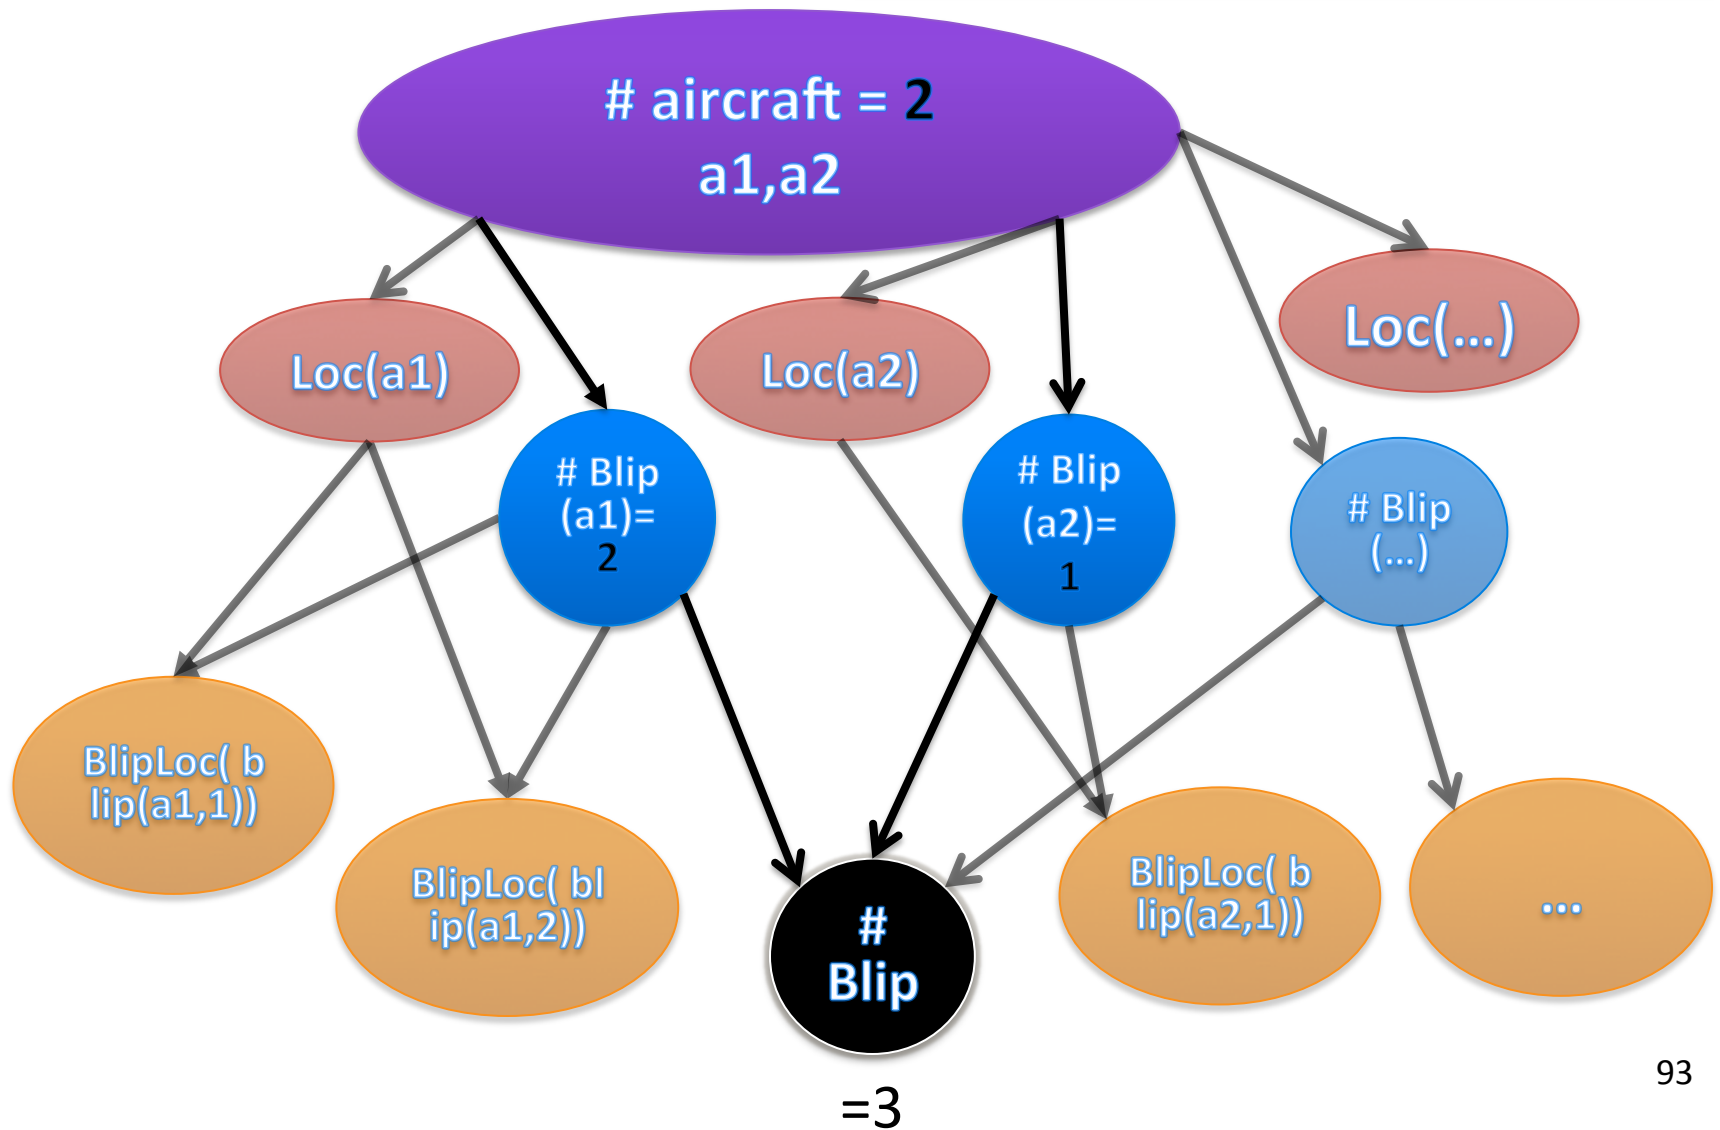 # aircraft = 2
a1,a2
Loc(a1)
Loc(a2)
Loc(...)
# Blip
(a1)=
2
# Blip
(a2)=
1
# Blip
(...)
BlipLoc( b
lip(a1,1))
BlipLoc( bl
ip(a1,2))
#
Blip
BlipLoc( b
lip(a2,1))
...
=3
93